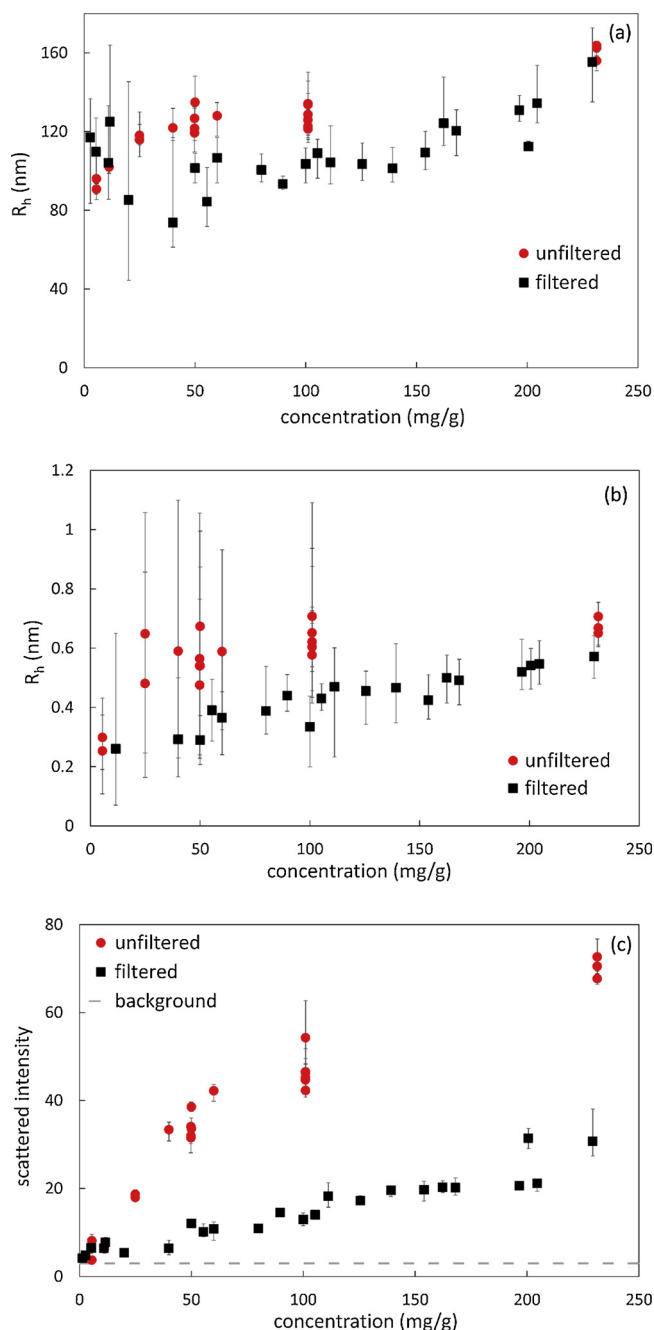 (a)
160
120
80
40
0
R_h (nm)
unfiltered
filtered
0 50 100 150 200 250
concentration (mg/g)
(b)
1.2
1
0.8
0.6
0.4
0.2
0
R_h (nm)
unfiltered
filtered
0 50 100 150 200 250
concentration (mg/g)
(c)
80
60
40
20
0
scattered intensity
unfiltered
filtered
background
0 50 100 150 200 250
concentration (mg/g)